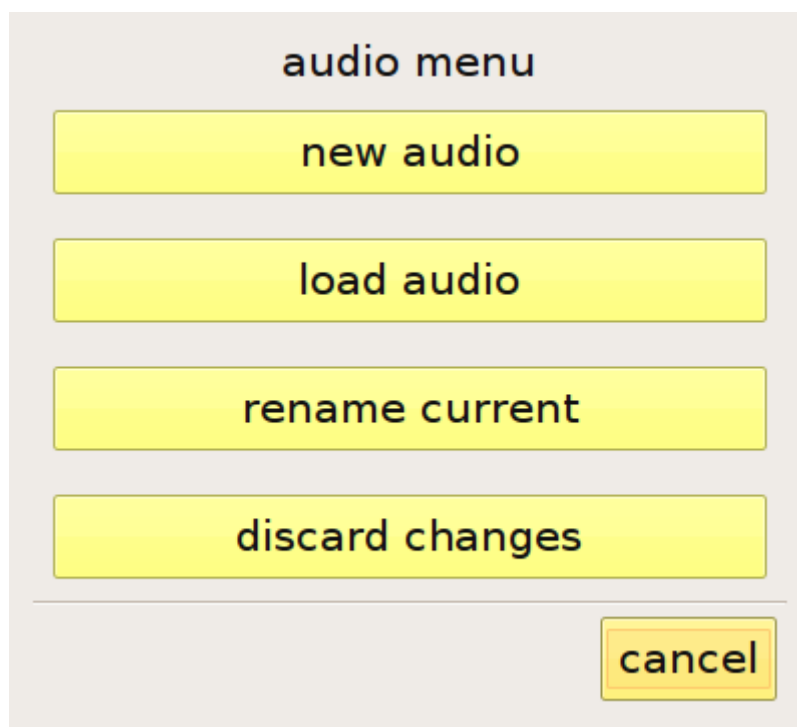 audio menu
new audio
load audio
rename current
discard changes
cancel